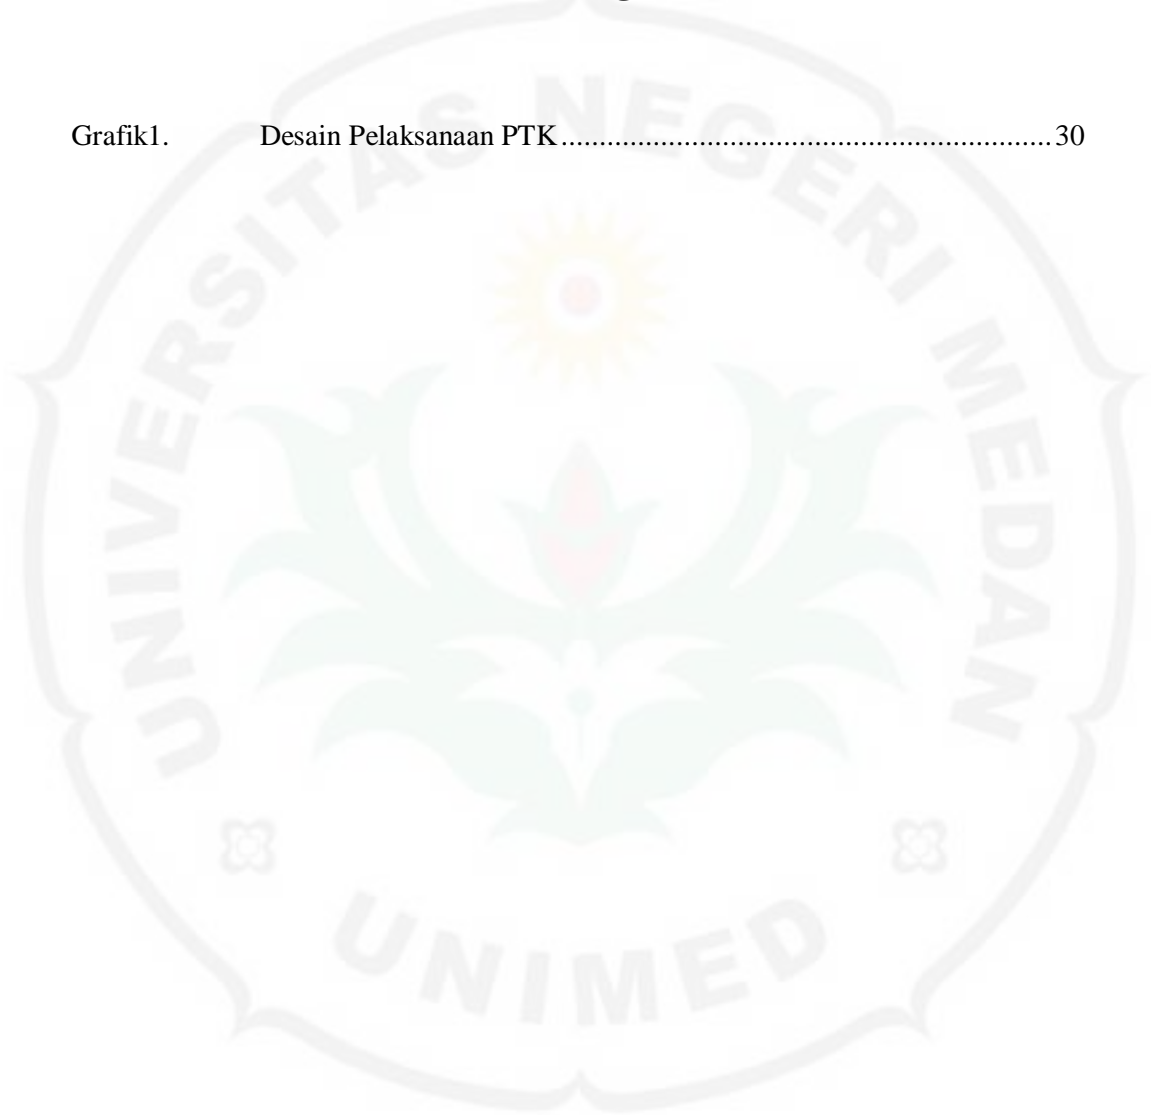 Grafik1. Desain Pelaksanaan PTK................................................................30
UNIVERSITAS NEGERI MEDAN
UNIMED